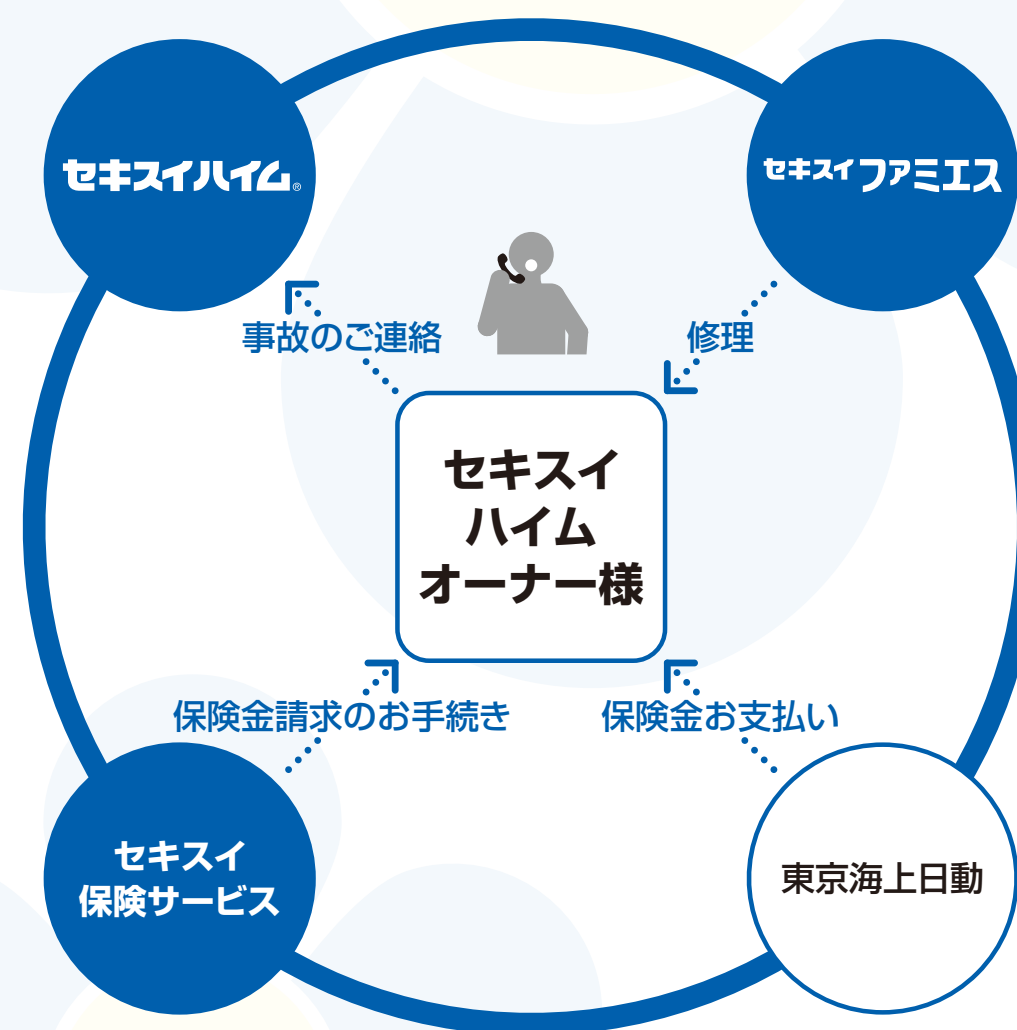 セキスイハイム®
セキスイファミエス
事故のご連絡
修理
セキスイ
ハイム
オーナー様
保険金請求のお手続き
保険金お支払い
セキスイ
保険サービス
東京海上日動